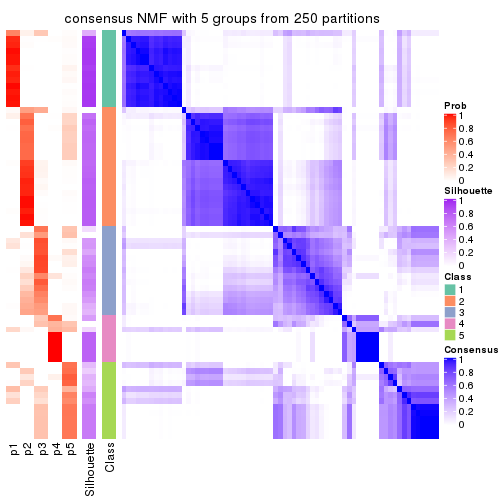 consensus NMF with 5 groups from 250 partitions
Prob
1
0.8
0.6
0.4
0.2
0
Silhouette
1
0.8
0.6
0.4
0.2
0
Class
1
2
3
4
5
Consensus
1
0.8
0.6
0.4
0.2
0
p1
p2
p3
p4
p5
Silhouette
Class